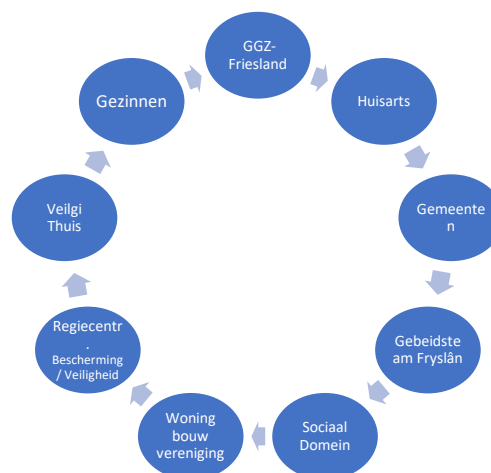 GGZ-
Friesland
Huisarts
Gemeente
n
Gebeidste
am Fryslân
Sociaal
Domein
Woning
bouw
vereniging
Regiecentr
.
Bescherming
/ Veiligheid
Veilgi
Thuis
Gezinnen